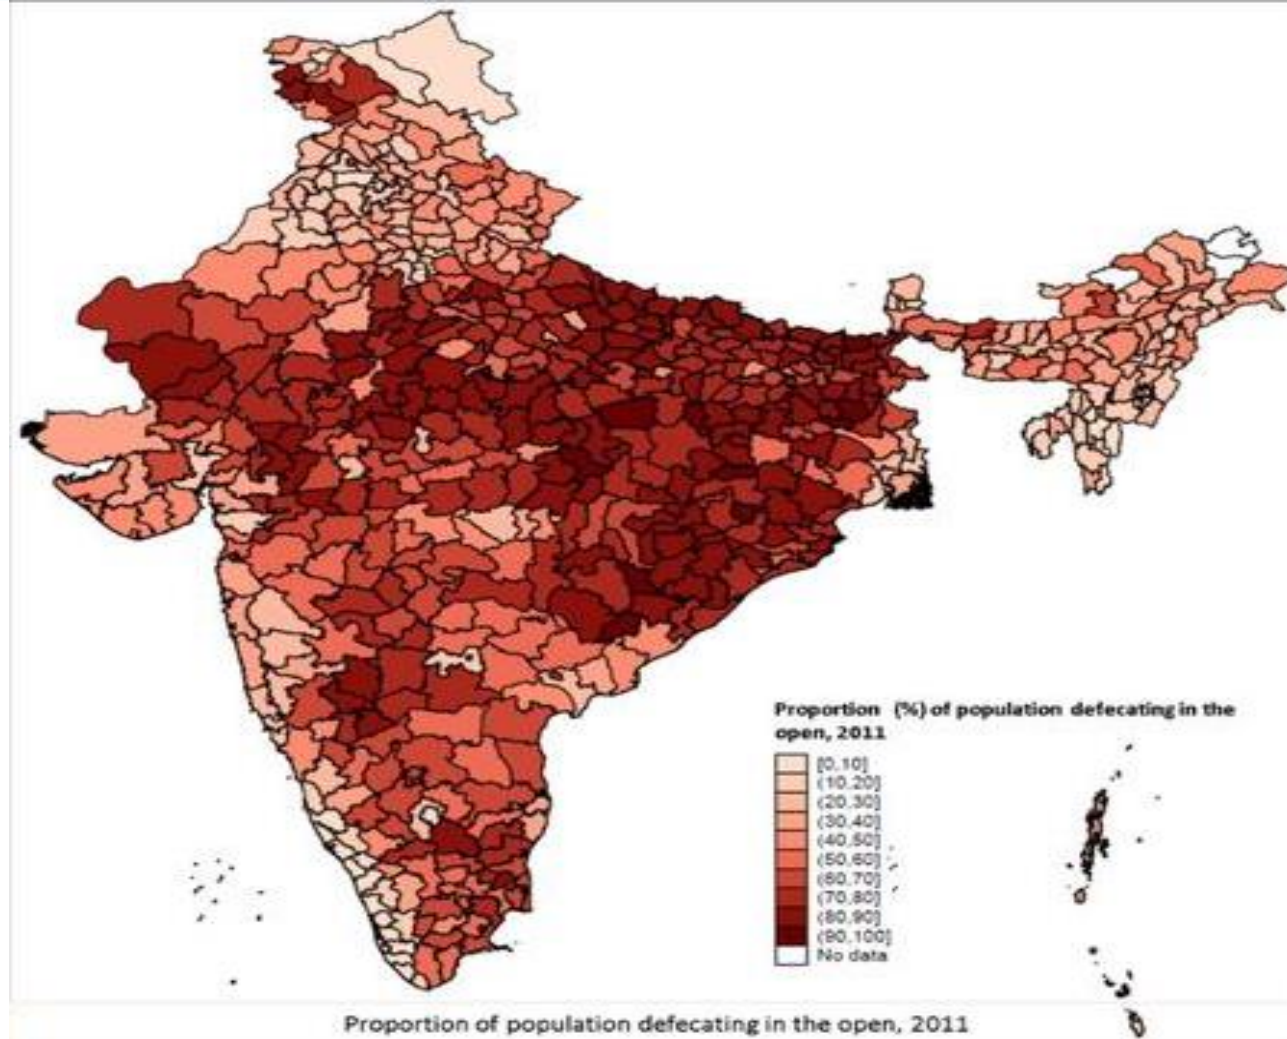 Proportion (%) of population defecating in the
open, 2011
[0,10]
(10,20]
(20,30]
(30,40]
(40,50]
(50,60]
(60,70]
(70,80]
(80,90]
(90,100]
No data
Proportion of population defecating in the open, 2011